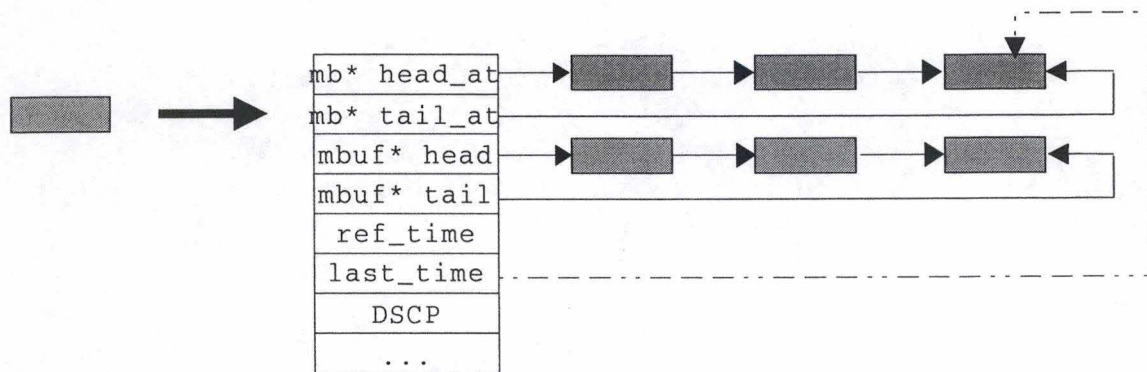 mb* head_at
mb* tail_at
mbuf* head
mbuf* tail
ref_time
last_time
DSCP
...